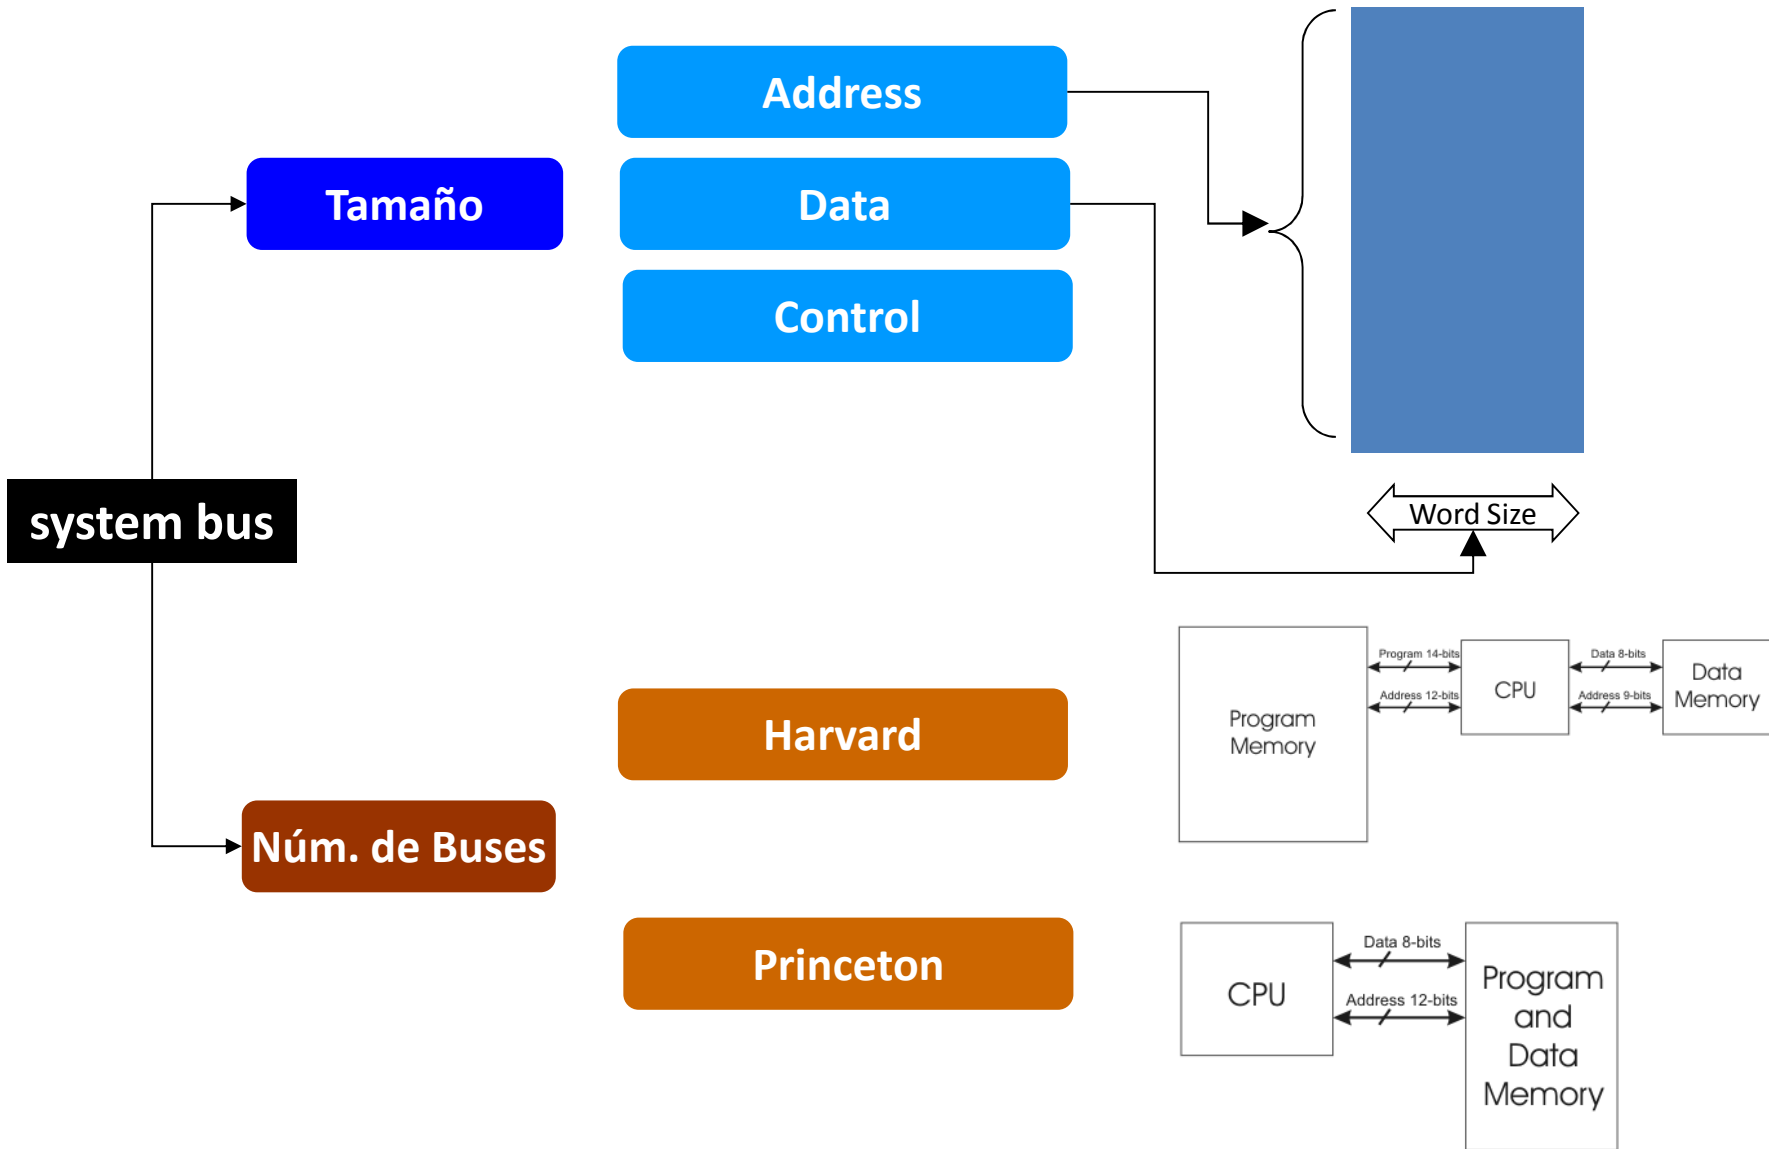 Address
Tamaño
Data
Control
system bus
Word Size
Program 14-bits
Address 12-bits
Program
Memory
CPU
Data 8-bits
Address 9-bits
Data
Memory
Harvard
Núm. de Buses
Princeton
CPU
Data 8-bits
Address 12-bits
Program
and
Data
Memory